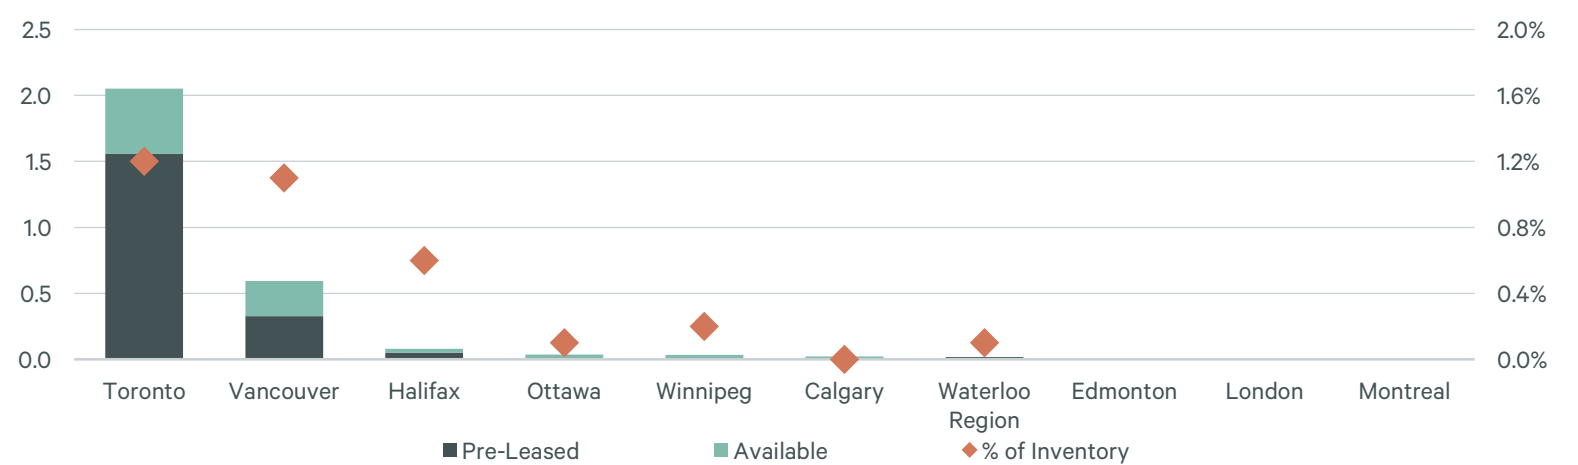 2.5 2.0%
2.0 1.6%
1.5 1.2%
1.0 0.8%
0.5 0.4%
0.0 0.0%
Toronto Vancouver Halifax Ottawa Winnipeg Calgary Waterloo Edmonton London Montreal
Region
Pre-Leased Available % of Inventory